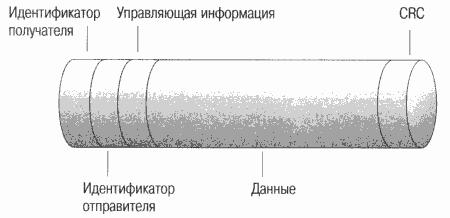 Идентификатор
получателя
Управляющая информация
CRC
Идентификатор
отправителя
Данные